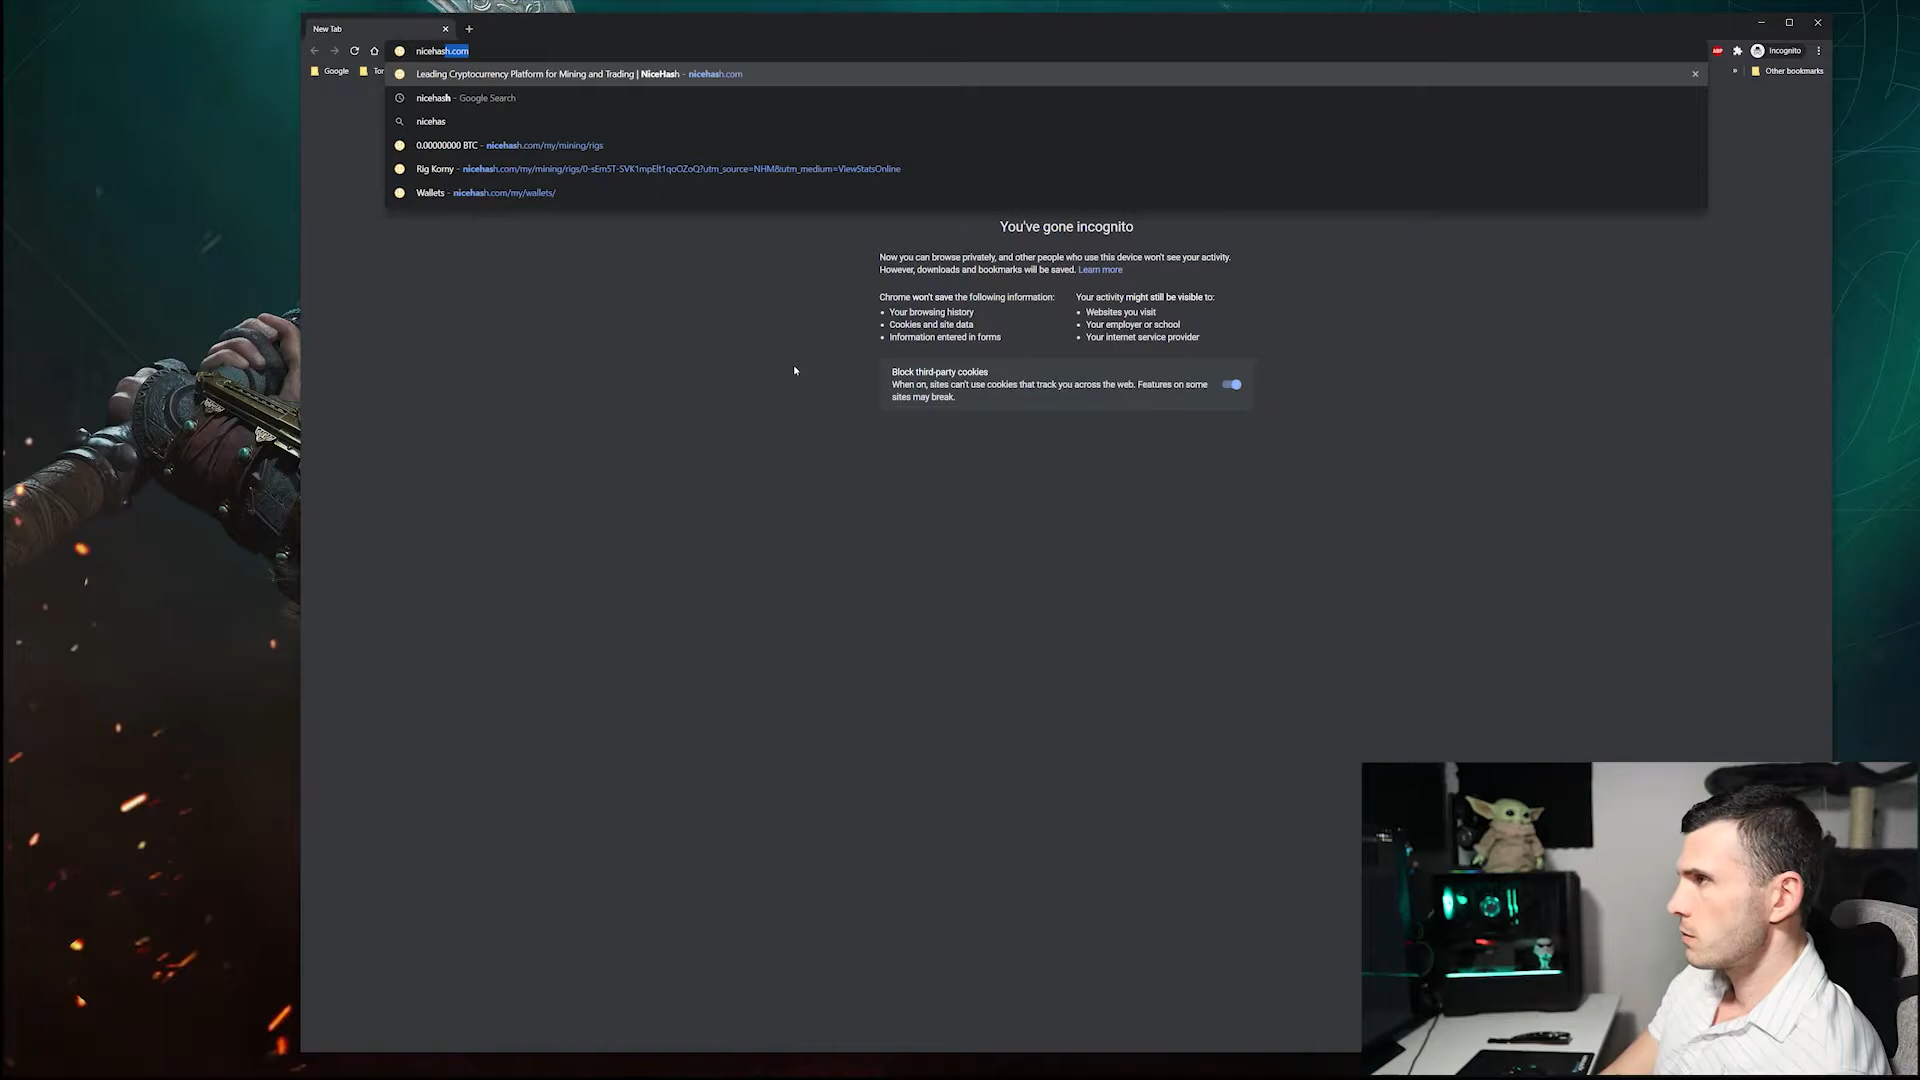 New Tab
nicehash.com
Incognito
Google
Tor
Other bookmarks
Leading Cryptocurrency Platform for Mining and Trading | NiceHash - nicehash.com
nicehash - Google Search
nicehas
0.00000000 BTC - nicehash.com/my/mining/rigs
Rig Korny - nicehash.com/my/mining/rigs/0-sEm5T-SVK1mpElt1qoOZoQ?utm_source=NHM&utm_medium=ViewStatsOnline
Wallets - nicehash.com/my/wallets/
You've gone incognito
Now you can browse privately, and other people who use this device won't see your activity.
However, downloads and bookmarks will be saved. Learn more
Chrome won't save the following information:
• Your browsing history
• Cookies and site data
• Information entered in forms
Your activity might still be visible to:
• Websites you visit
• Your employer or school
• Your internet service provider
Block third-party cookies
When on, sites can't use cookies that track you across the web. Features on some
sites may break.